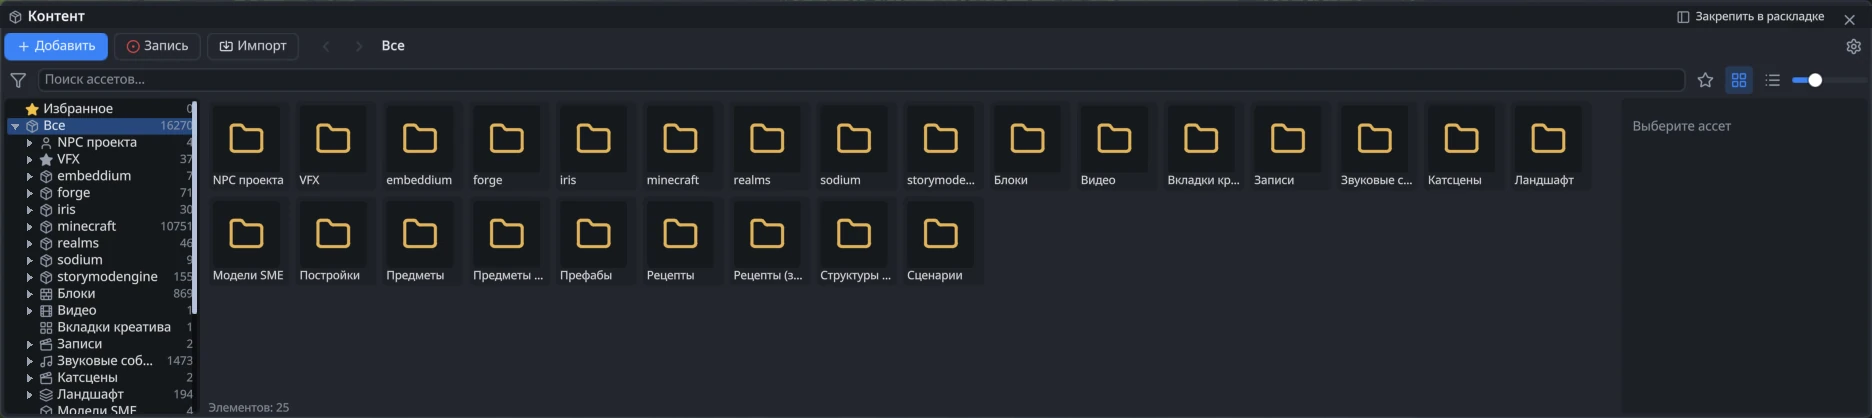 Контент
Закрепить в раскладке
Добавить
Запись
Импорт
Все
Поиск ассетов...
Избранное 0
Все 16270
NPC проекта 4
VFX 37
embeddium 7
forge 71
iris 30
minecraft 10751
realms 46
sodium 9
storymodengine 155
Блоки 869
Видео 1
Вкладки креатива 1
Записи 2
Звуковые соб... 1473
Катсцены 2
Ландшафт 194
Модели SME 4
NPC проекта
VFX
embeddium
forge
iris
minecraft
realms
sodium
storymode...
Блоки
Видео
Вкладки кр...
Записи
Звуковые с...
Катсцены
Ландшафт
Модели SME
Постройки
Предметы
Предметы ...
Префабы
Рецепты
Рецепты (з...
Структуры ...
Сценарии
Элементов: 25
Выберите ассет